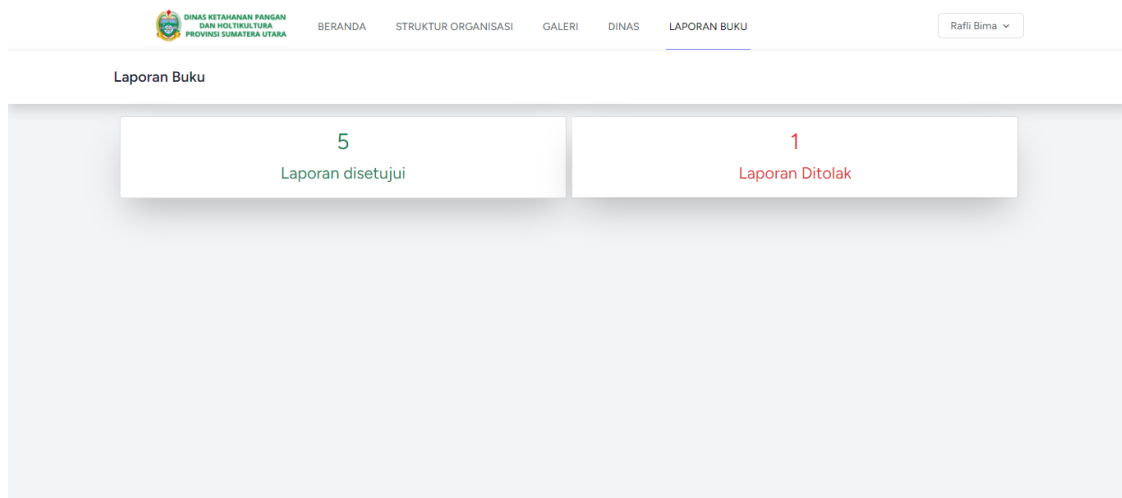 DINAS KETAHANAN PANGAN
DAN HOLTIKULTURA
PROVINSI SUMATERA UTARA
BERANDA STRUKTUR ORGANISASI GALERI DINAS LAPORAN BUKU
Rafli Bima
Laporan Buku
5
Laporan disetujui
1
Laporan Ditolak